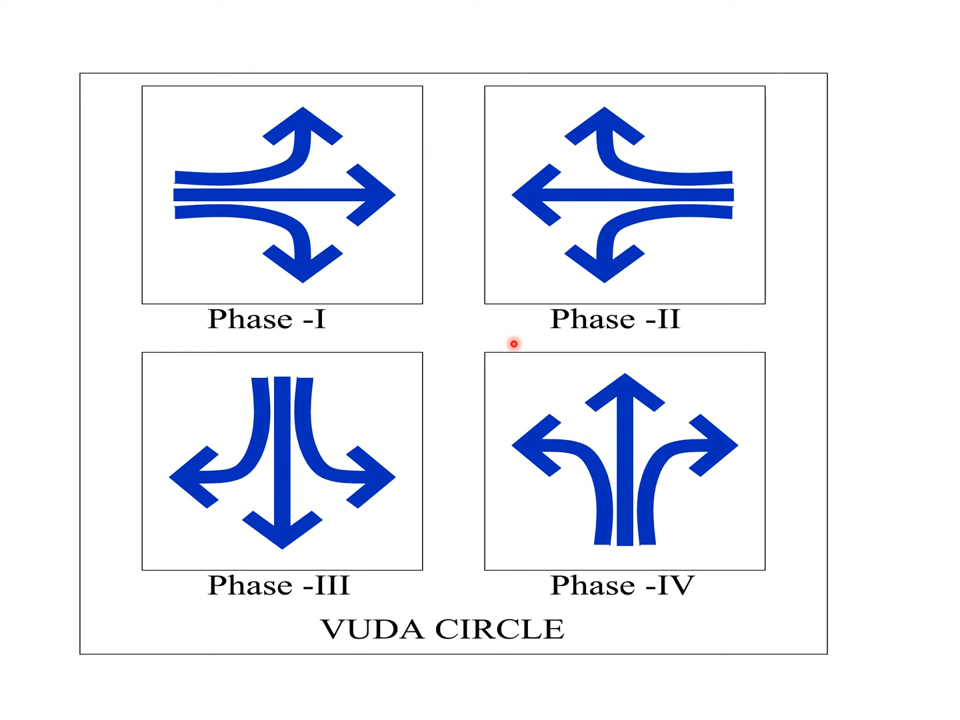 Phase -I
Phase -II
Phase -III
Phase -IV
VUDA CIRCLE